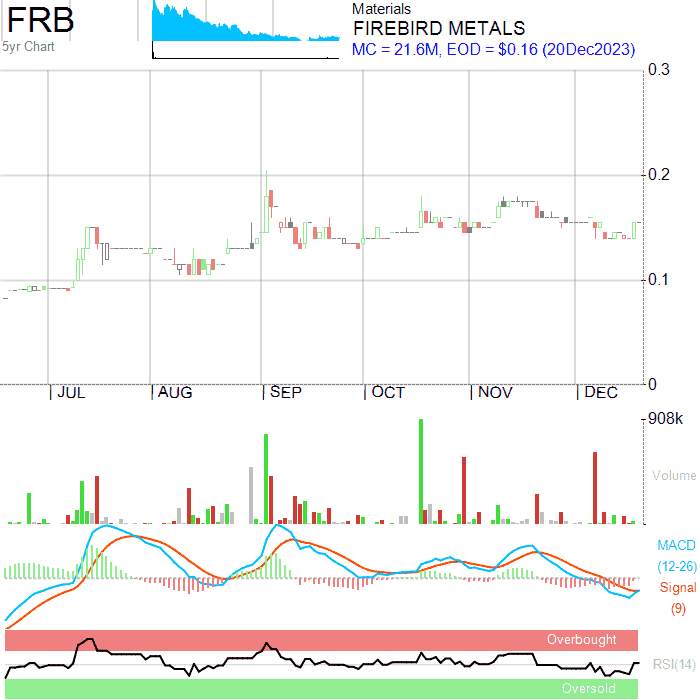 FRB
5yr Chart
Materials
FIREBIRD METALS
MC = 21.6M, EOD = $0.16 (20Dec2023)
0.3
0.2
0.1
0
JUL AUG SEP OCT NOV DEC
908k
Volume
MACD
(12-26)
Signal
(9)
Overbought
RSI(14)
Oversold